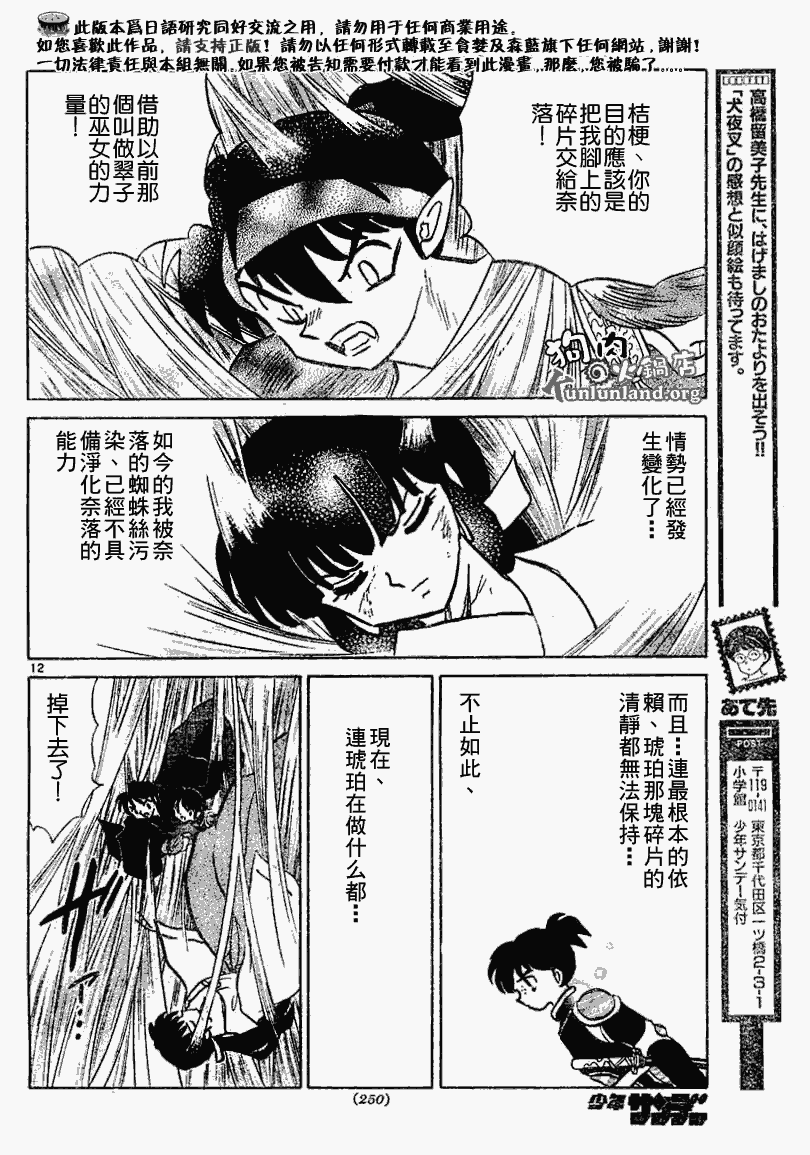 此版本爲日語研究同好交流之用，請勿用于任何商業用途。
如您喜歡此作品，請支持正版！請勿以任何形式轉載至貪婪及森藍旗下任何網站，謝謝！
一切法律責任與本組無關。如果您被告知需要付款才能看到此漫畫，那麽，您被騙了......
桔梗、你的
目的應該是
把我腳上的
碎片交給奈
落！
借助以前那
個叫做翠子
的巫女的力
量！
狗肉火鍋店
Kunlunland.org
情勢已經發
生變化了…
如今的我被奈
落的蜘蛛絲污
染、已經不具
備淨化奈落的
能力
12
而且…連最根本的依
賴、琥珀那塊碎片的
清靜都無法保持…
不止如此、
現在、
連琥珀在做什么都…
掉下去了！
高橋留美子先生に、はげましのおたよりを出そう!!
「犬夜叉」の感想と似顔絵も待ってます。
あて先
POST
〒119-0141 東京都千代田区一ツ橋2-3-1
小学館 少年サンデー気付
(250)
少年サンデー